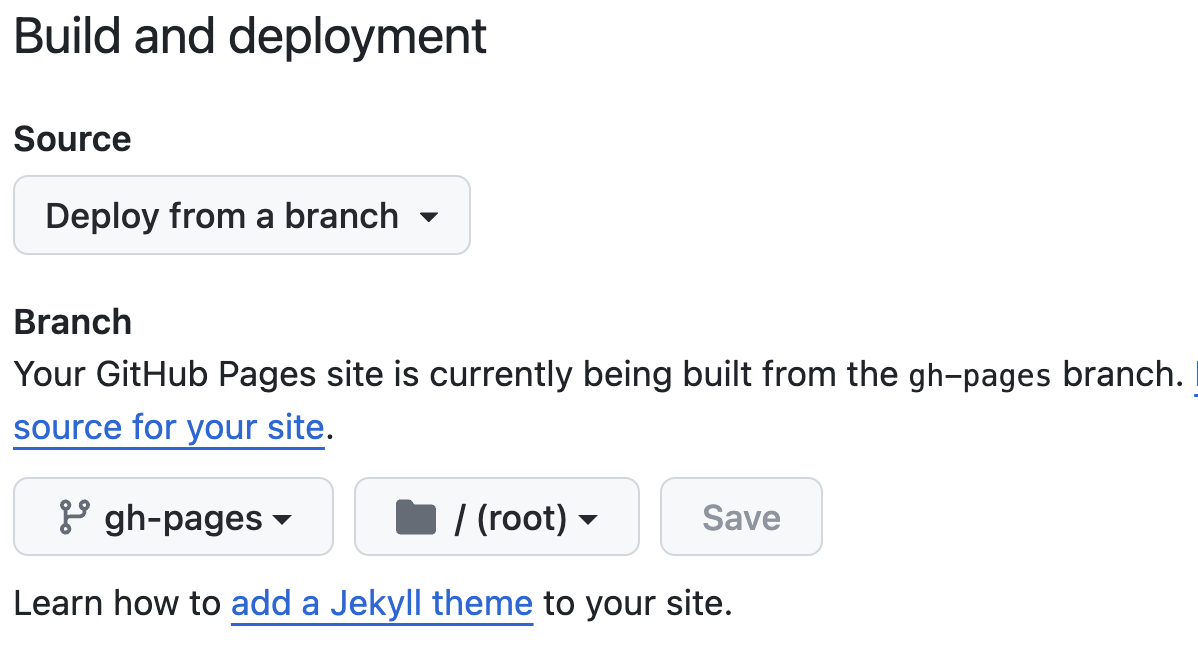 Build and deployment
Source
Deploy from a branch
Branch
Your GitHub Pages site is currently being built from the gh-pages branch.
source for your site.
gh-pages
/ (root)
Save
Learn how to add a Jekyll theme to your site.